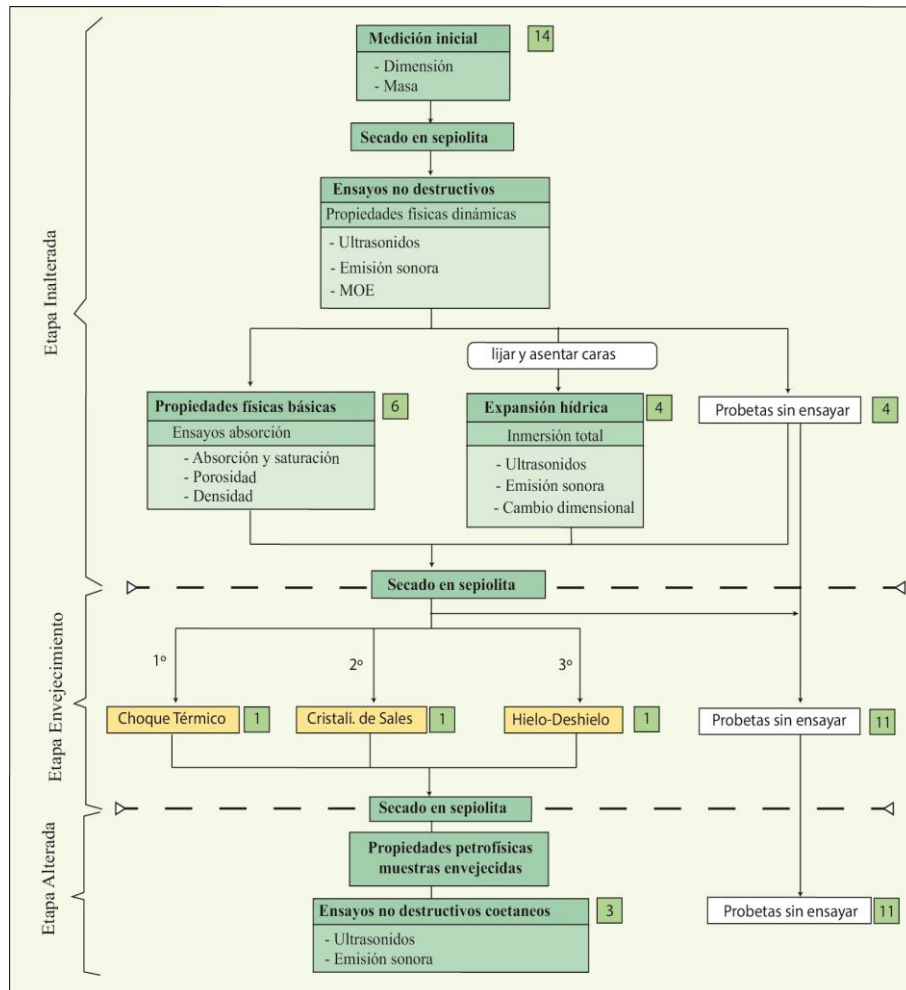 Etapa Inalterada
Medición inicial
14
- Dimensión
- Masa
Secado en sepiolita
Ensayos no destructivos
Propiedades físicas dinámicas
- Ultrasonidos
- Emisión sonora
- MOE
lijar y asentar caras
Propiedades físicas básicas
6
Ensayos absorción
- Absorción y saturación
- Porosidad
- Densidad
Expansión hídrica
4
Inmersión total
- Ultrasonidos
- Emisión sonora
- Cambio dimensional
Probetas sin ensayar
4
Secado en sepiolita
Etapa Envejecimiento
1º
2º
3º
Choque Térmico
1
Cristali. de Sales
1
Hielo-Deshielo
1
Probetas sin ensayar
11
Secado en sepiolita
Etapa Alterada
Propiedades petrofísicas
muestras envejecidas
Ensayos no destructivos coetaneos
3
- Ultrasonidos
- Emisión sonora
Probetas sin ensayar
11